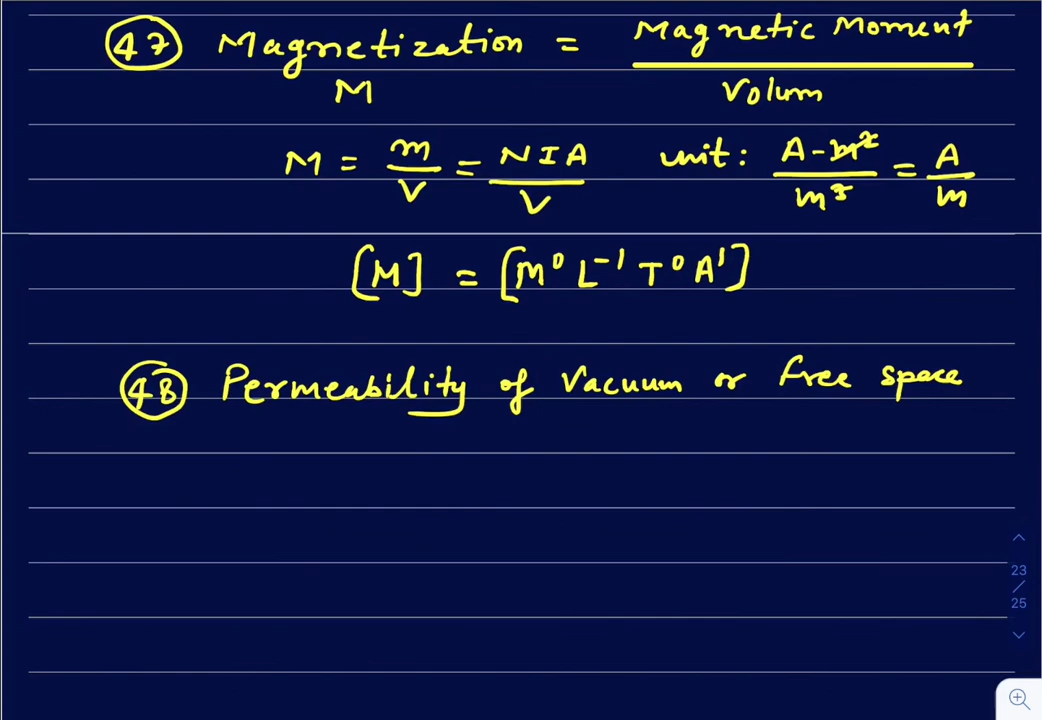 47 Magnetization = Magnetic Moment / Volum
M
M = m/V = NIA/V unit: A-m²/m³ = A/m
[M] = [M⁰ L⁻¹ T⁰ A¹]
48 Permeability of Vacuum or free space
23
/
25